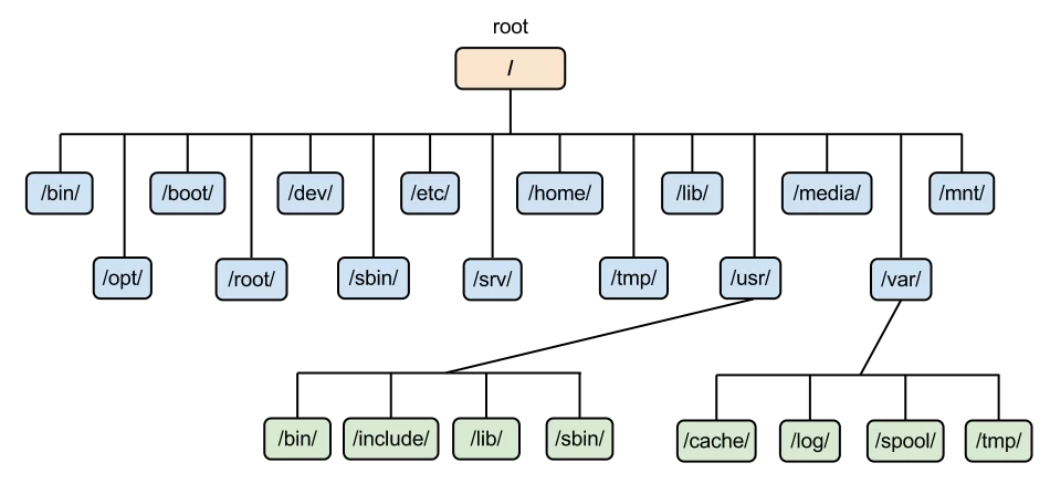 root
/
/bin/ /boot/ /dev/ /etc/ /home/ /lib/ /media/ /mnt/
/opt/ /root/ /sbin/ /srv/ /tmp/ /usr/ /var/
/bin/ /include/ /lib/ /sbin/ /cache/ /log/ /spool/ /tmp/